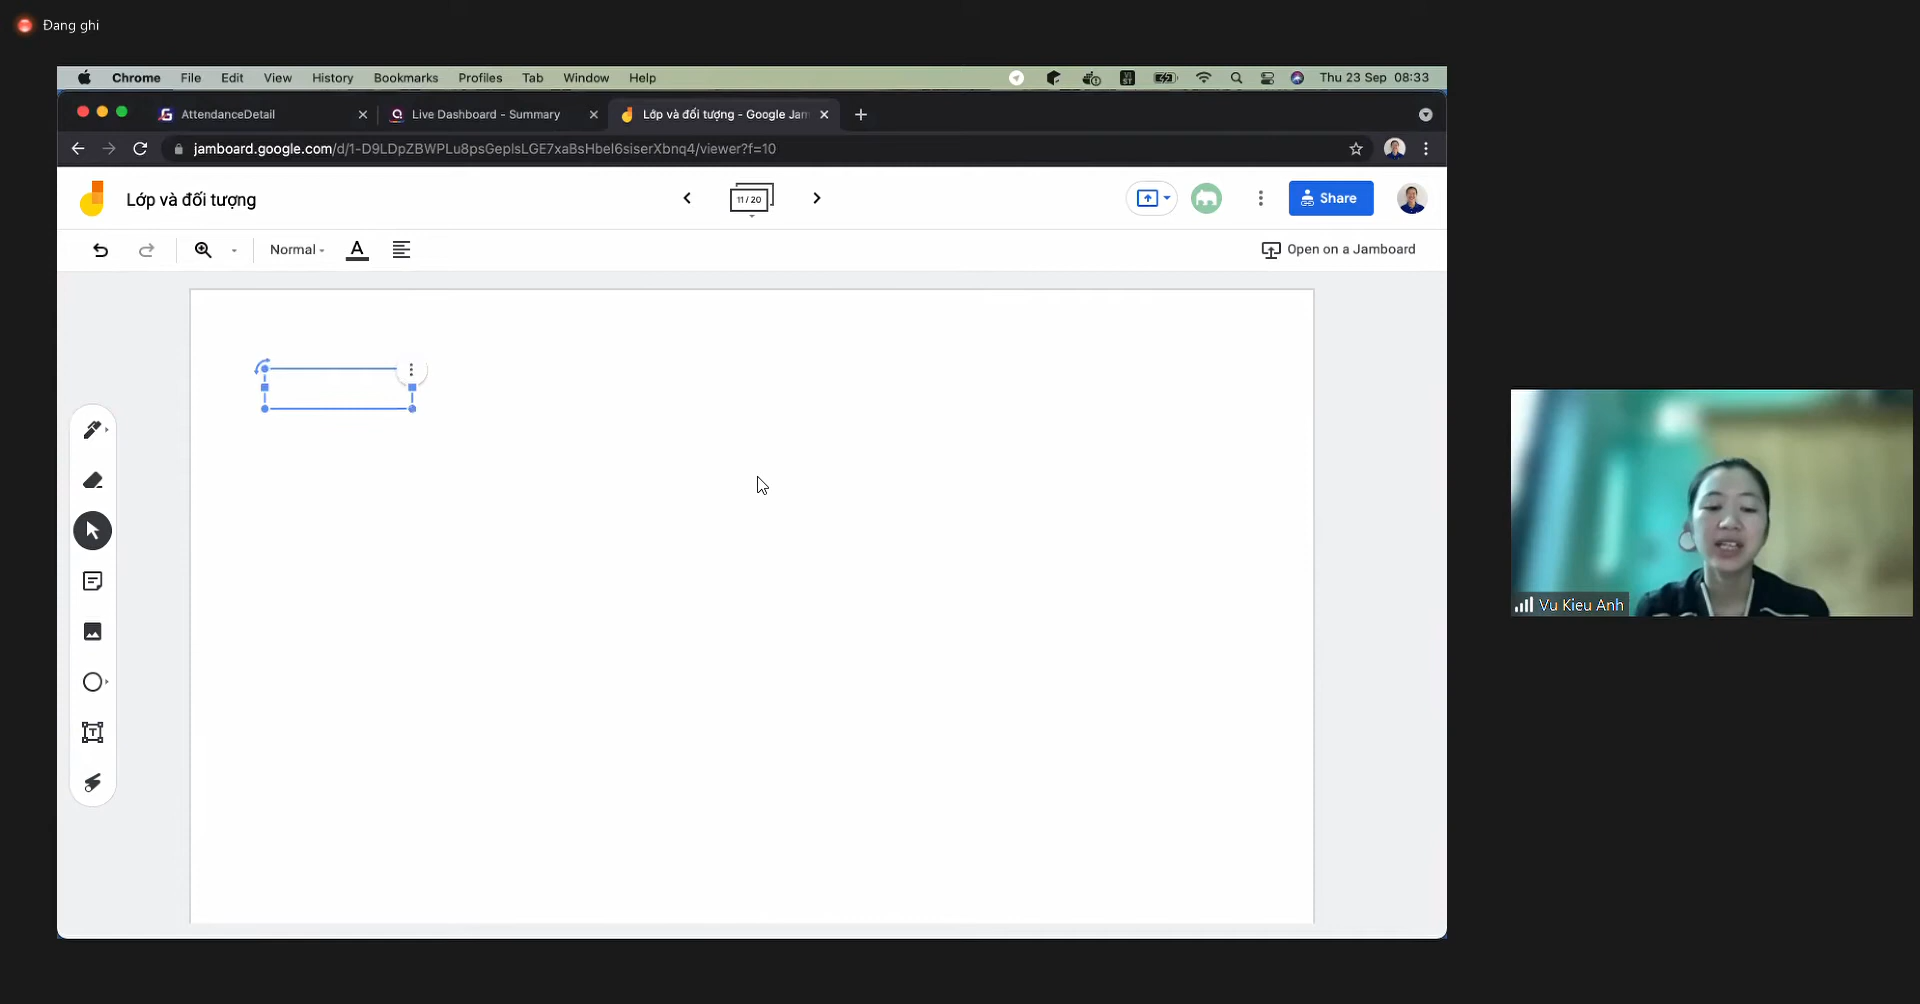 Đang ghi
Chrome File Edit View History Bookmarks Profiles Tab Window Help
VI
ST
Thu 23 Sep 08:33
AttendanceDetail
Live Dashboard - Summary
Lớp và đối tượng - Google Jam
jamboard.google.com/d/1-D9LDpZBWPLu8psGeplsLGE7xaBsHbel6siserXbnq4/viewer?f=10
Lớp và đối tượng
11 / 20
Share
Normal
A
Open on a Jamboard
T
Vu Kieu Anh